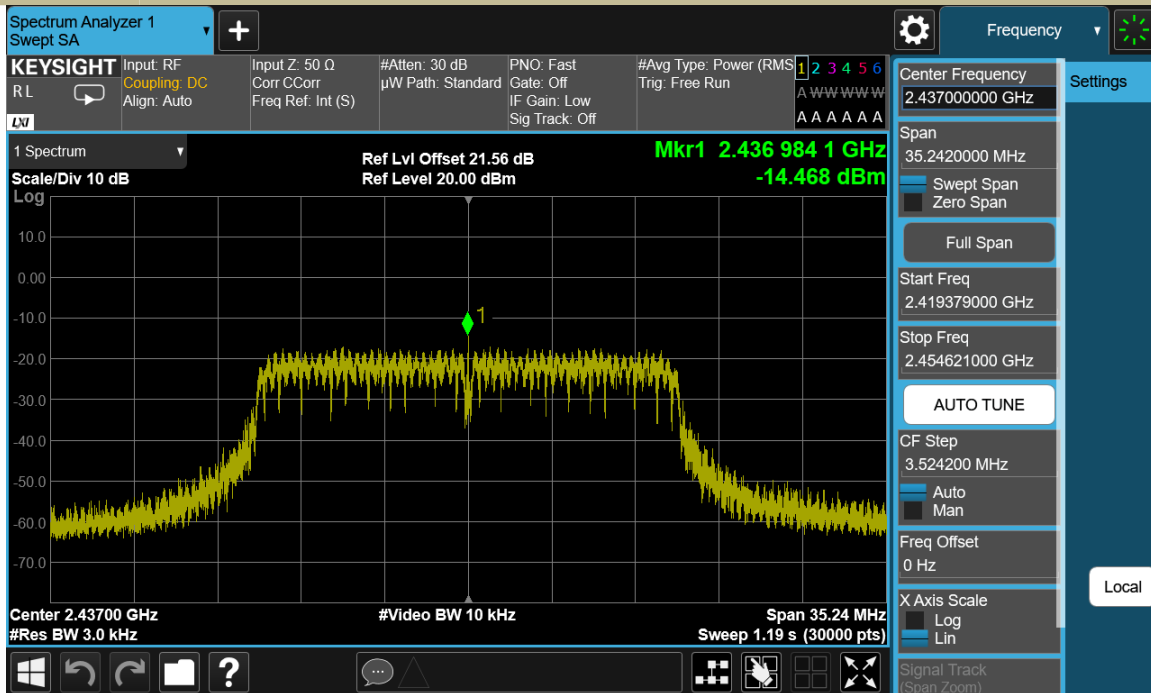 Spectrum Analyzer 1
Swept SA
+
Frequency
KEYSIGHT
R L
LXI
Input: RF
Coupling: DC
Align: Auto
Input Z: 50 Ω
Corr CCorr
Freq Ref: Int (S)
#Atten: 30 dB
µW Path: Standard
PNO: Fast
Gate: Off
IF Gain: Low
Sig Track: Off
#Avg Type: Power (RMS
Trig: Free Run
1 2 3 4 5 6
A W W W W W
A A A A A A
1 Spectrum
Scale/Div 10 dB
Log
Ref Lvl Offset 21.56 dB
Ref Level 20.00 dBm
Mkr1 2.436 984 1 GHz
-14.468 dBm
10.0
0.00
-10.0
-20.0
-30.0
-40.0
-50.0
-60.0
-70.0
1
Center 2.43700 GHz
#Res BW 3.0 kHz
#Video BW 10 kHz
Span 35.24 MHz
Sweep 1.19 s (30000 pts)
?
Center Frequency
2.437000000 GHz
Span
35.2420000 MHz
Swept Span
Zero Span
Full Span
Start Freq
2.419379000 GHz
Stop Freq
2.454621000 GHz
AUTO TUNE
CF Step
3.524200 MHz
Auto
Man
Freq Offset
0 Hz
X Axis Scale
Log
Lin
Signal Track
(Span Zoom)
Settings
Local